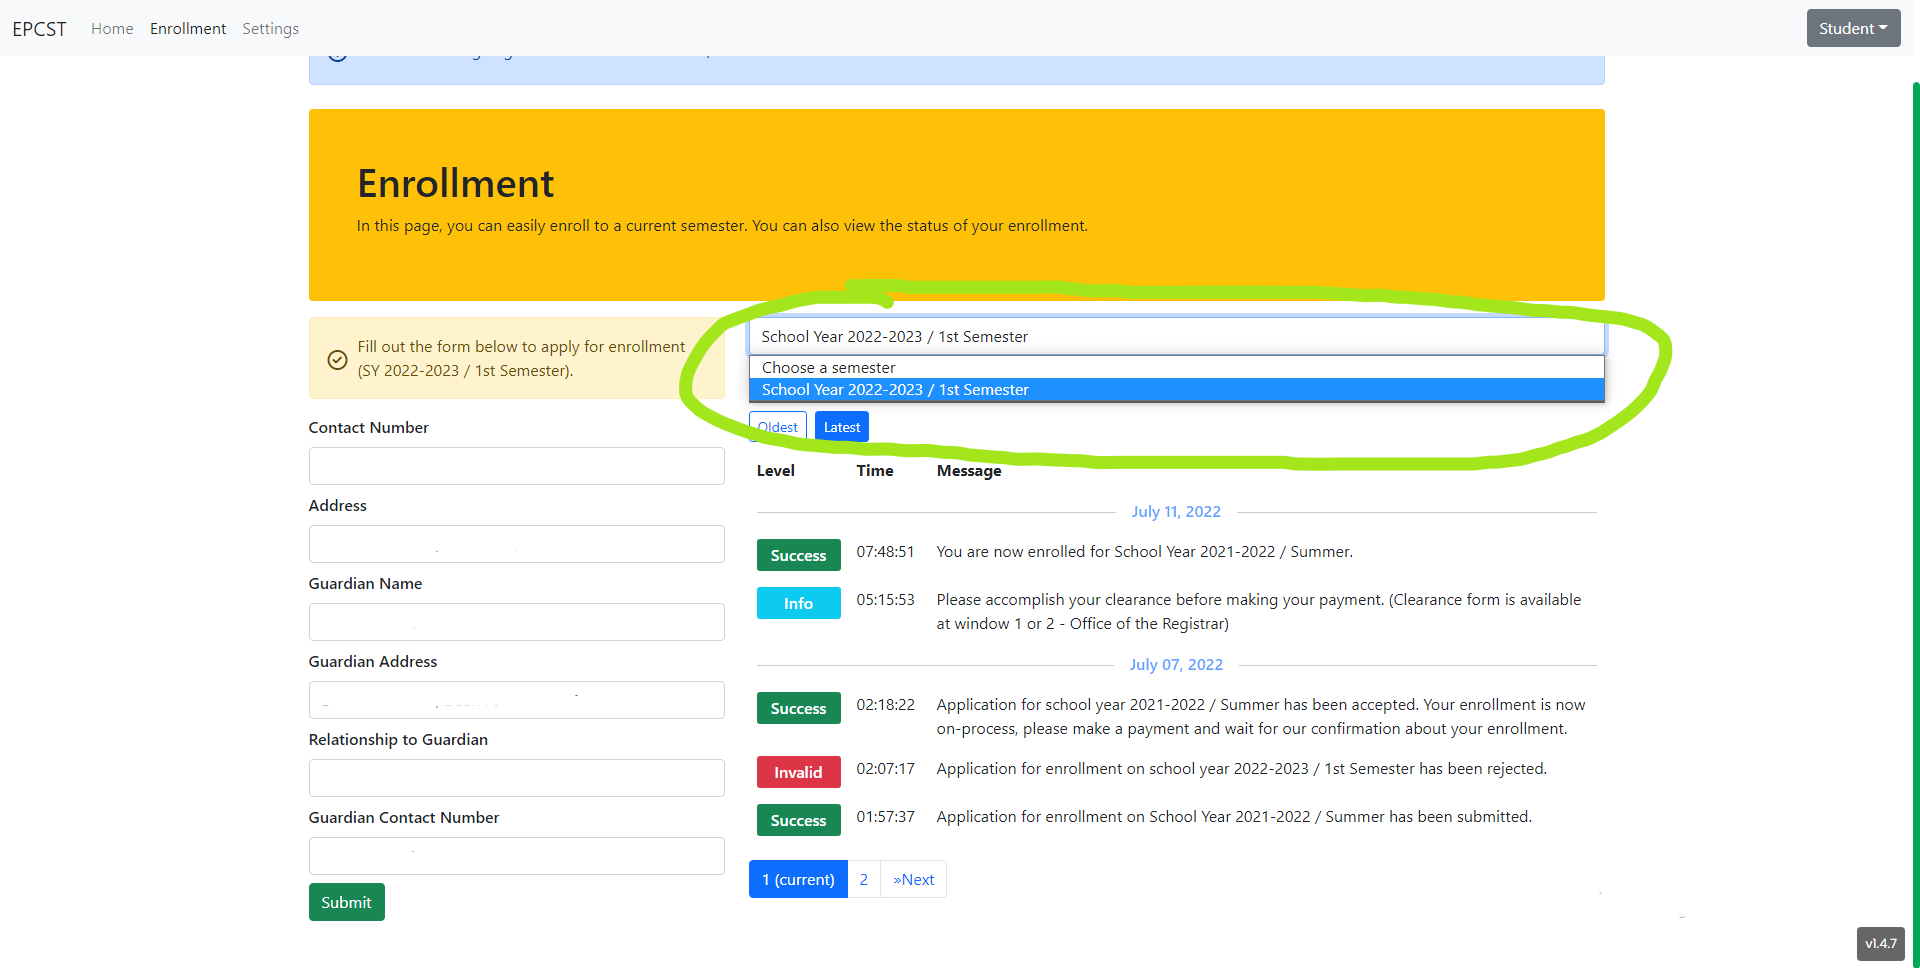 EPCST Home Enrollment Settings Student
Enrollment
In this page, you can easily enroll to a current semester. You can also view the status of your enrollment.
Fill out the form below to apply for enrollment
(SY 2022-2023 / 1st Semester).
Contact Number
Address
Guardian Name
Guardian Address
Relationship to Guardian
Guardian Contact Number
Submit
School Year 2022-2023 / 1st Semester
Choose a semester
School Year 2022-2023 / 1st Semester
Oldest Latest
Level Time Message
July 11, 2022
Success 07:48:51 You are now enrolled for School Year 2021-2022 / Summer.
Info 05:15:53 Please accomplish your clearance before making your payment. (Clearance form is available
at window 1 or 2 - Office of the Registrar)
July 07, 2022
Success 02:18:22 Application for school year 2021-2022 / Summer has been accepted. Your enrollment is now
on-process, please make a payment and wait for our confirmation about your enrollment.
Invalid 02:07:17 Application for enrollment on school year 2022-2023 / 1st Semester has been rejected.
Success 01:57:37 Application for enrollment on School Year 2021-2022 / Summer has been submitted.
1 (current) 2 »Next
v1.4.7